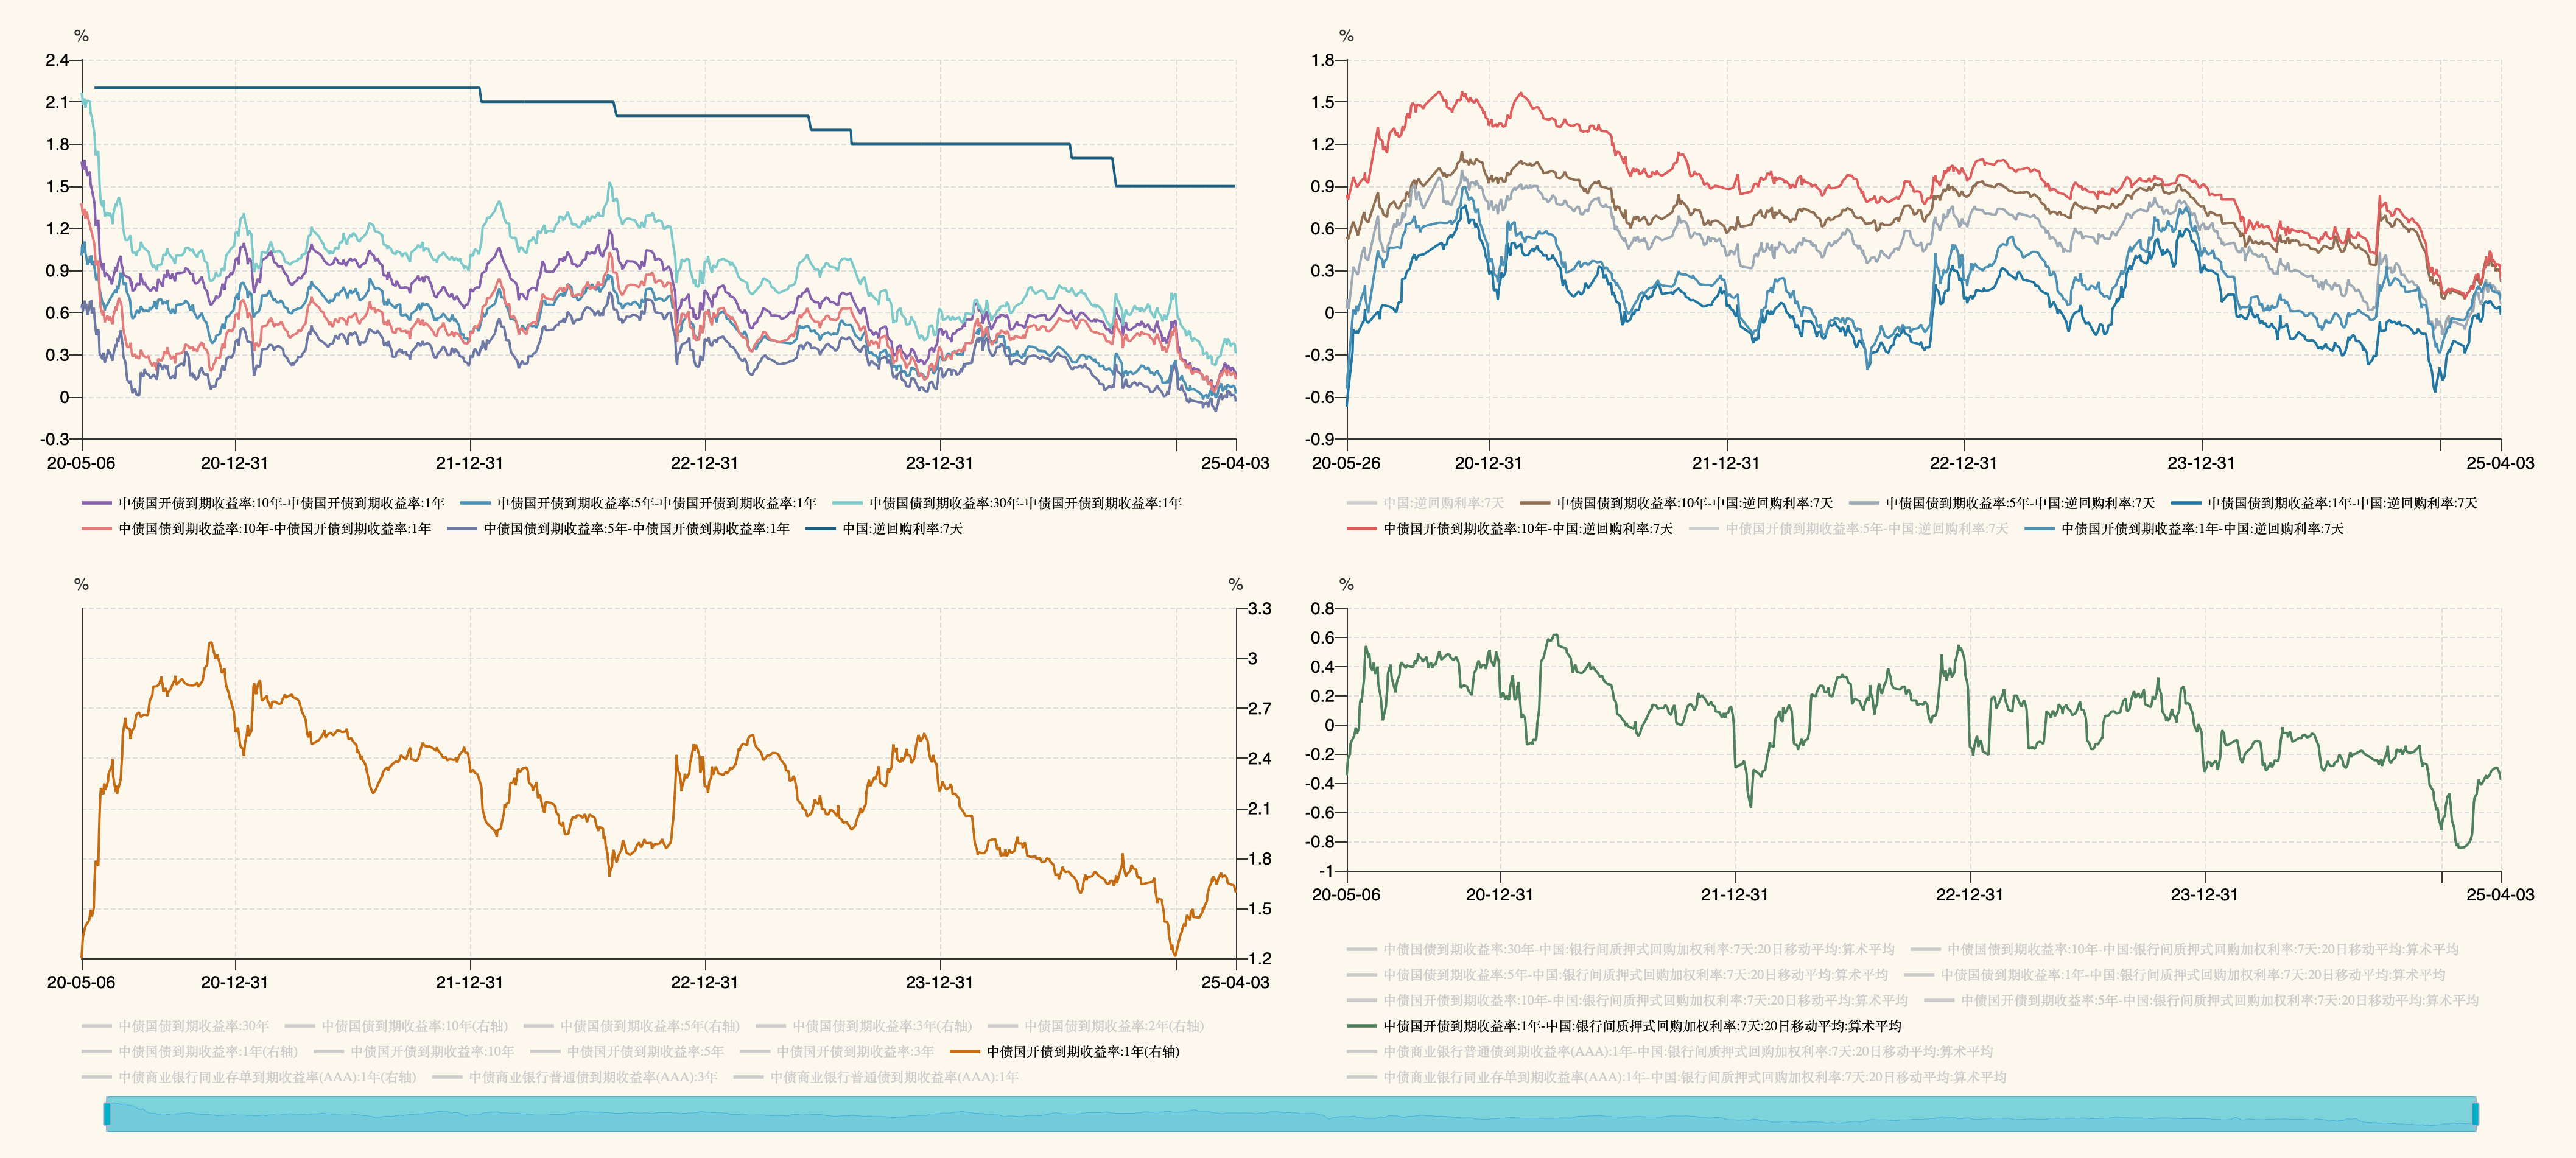 %
2.4
2.1
1.8
1.5
1.2
0.9
0.6
0.3
0
-0.3
20-05-06 20-12-31 21-12-31 22-12-31 23-12-31 25-04-03
中债国开债到期收益率:10年-中债国开债到期收益率:1年 中债国开债到期收益率:5年-中债国开债到期收益率:1年 中债国债到期收益率:30年-中债国开债到期收益率:1年
中债国债到期收益率:10年-中债国开债到期收益率:1年 中债国债到期收益率:5年-中债国开债到期收益率:1年 中国:逆回购利率:7天
%
1.8
1.5
1.2
0.9
0.6
0.3
0
-0.3
-0.6
-0.9
20-05-26 20-12-31 21-12-31 22-12-31 23-12-31 25-04-03
中国:逆回购利率:7天 中债国债到期收益率:10年-中国:逆回购利率:7天 中债国债到期收益率:5年-中国:逆回购利率:7天 中债国债到期收益率:1年-中国:逆回购利率:7天
中债国开债到期收益率:10年-中国:逆回购利率:7天 中债国开债到期收益率:5年-中国:逆回购利率:7天 中债国开债到期收益率:1年-中国:逆回购利率:7天
% %
3.3
3
2.7
2.4
2.1
1.8
1.5
1.2
20-05-06 20-12-31 21-12-31 22-12-31 23-12-31 25-04-03
中债国债到期收益率:30年 中债国债到期收益率:10年(右轴) 中债国债到期收益率:5年(右轴) 中债国债到期收益率:3年(右轴) 中债国债到期收益率:2年(右轴)
中债国债到期收益率:1年(右轴) 中债国开债到期收益率:10年 中债国开债到期收益率:5年 中债国开债到期收益率:3年 中债国开债到期收益率:1年(右轴)
中债商业银行同业存单到期收益率(AAA):1年(右轴) 中债商业银行普通债到期收益率(AAA):3年 中债商业银行普通债到期收益率(AAA):1年
%
0.8
0.6
0.4
0.2
0
-0.2
-0.4
-0.6
-0.8
-1
20-05-06 20-12-31 21-12-31 22-12-31 23-12-31 25-04-03
中债国债到期收益率:30年-中国:银行间质押式回购加权利率:7天:20日移动平均:算术平均 中债国债到期收益率:10年-中国:银行间质押式回购加权利率:7天:20日移动平均:算术平均
中债国债到期收益率:5年-中国:银行间质押式回购加权利率:7天:20日移动平均:算术平均 中债国债到期收益率:1年-中国:银行间质押式回购加权利率:7天:20日移动平均:算术平均
中债国开债到期收益率:10年-中国:银行间质押式回购加权利率:7天:20日移动平均:算术平均 中债国开债到期收益率:5年-中国:银行间质押式回购加权利率:7天:20日移动平均:算术平均
中债国开债到期收益率:1年-中国:银行间质押式回购加权利率:7天:20日移动平均:算术平均
中债商业银行普通债到期收益率(AAA):1年-中国:银行间质押式回购加权利率:7天:20日移动平均:算术平均
中债商业银行同业存单到期收益率(AAA):1年-中国:银行间质押式回购加权利率:7天:20日移动平均:算术平均